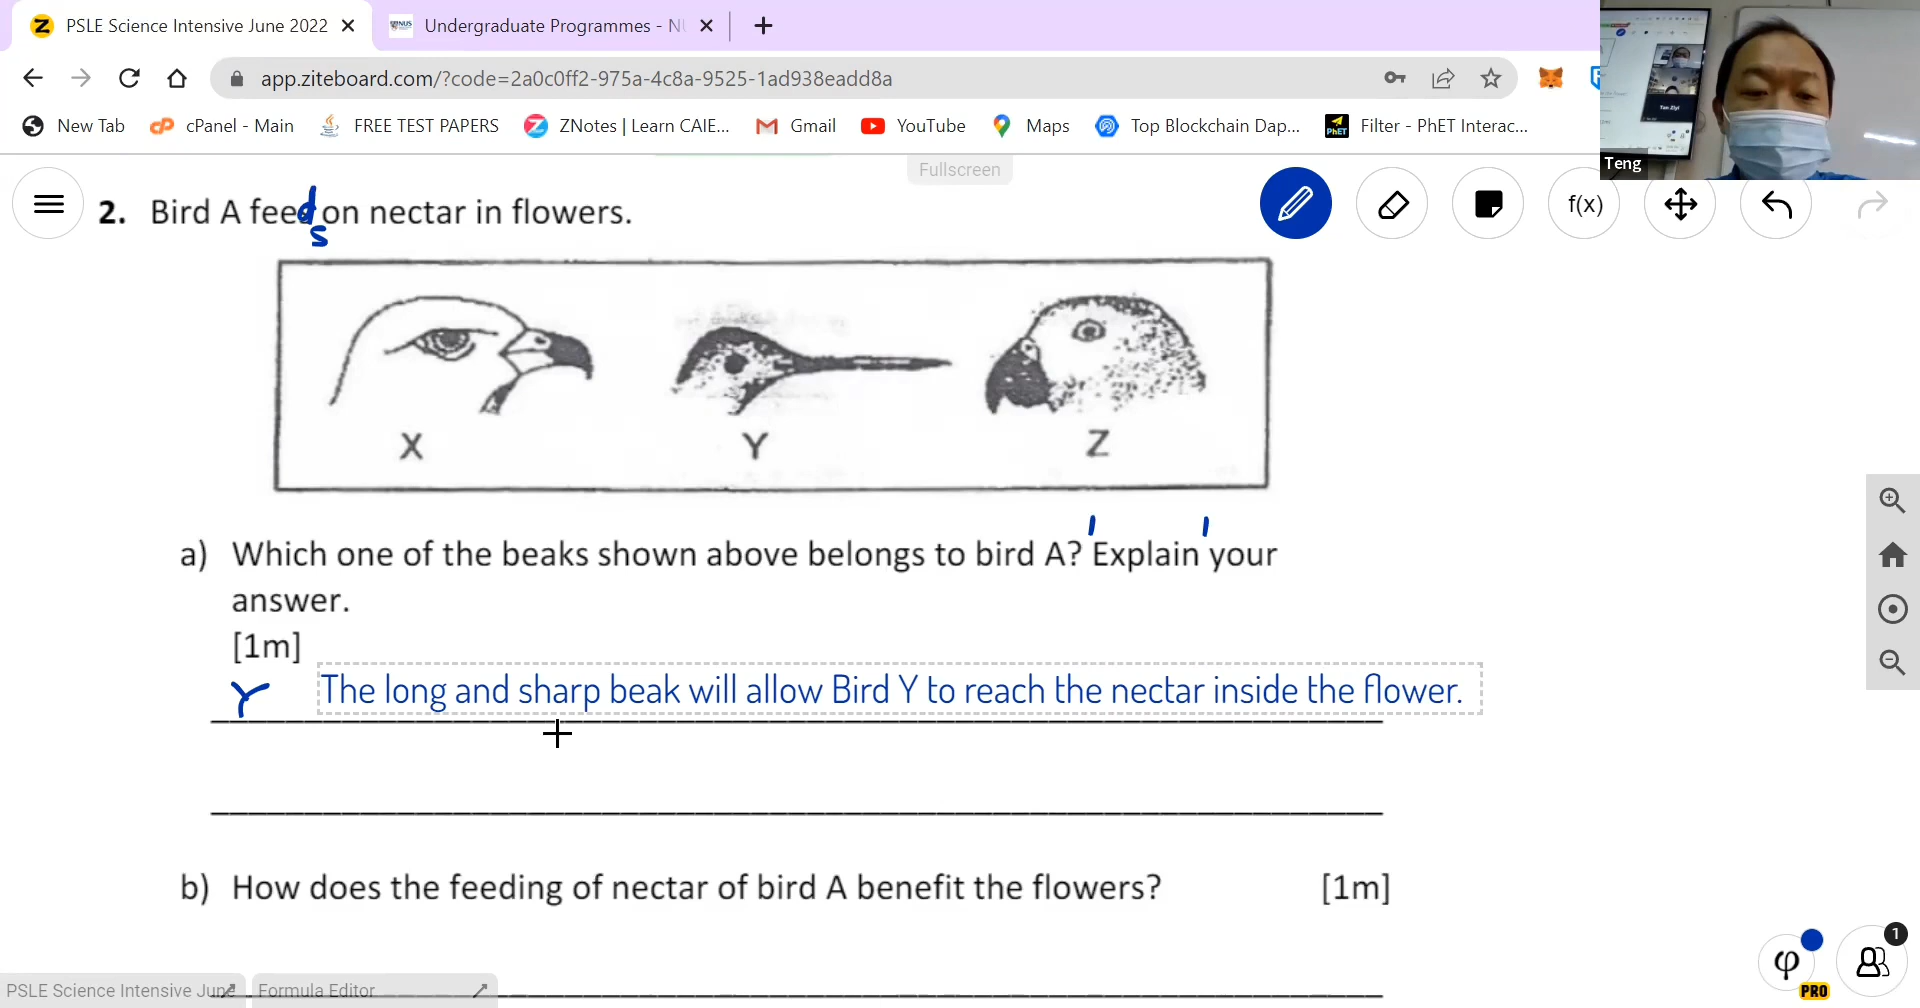 PSLE Science Intensive June 2022
Undergraduate Programmes - NU
app.ziteboard.com/?code=2a0c0ff2-975a-4c8a-9525-1ad938eadd8a
New Tab
cPanel - Main
FREE TEST PAPERS
ZNotes | Learn CAIE...
Gmail
YouTube
Maps
Top Blockchain Dap...
Filter - PhET Interac...
Teng
Fullscreen
f(x)
2. Bird A feeds on nectar in flowers.
X
Y
Z
a) Which one of the beaks shown above belongs to bird A? Explain your
answer.
[1m]
Y The long and sharp beak will allow Bird Y to reach the nectar inside the flower.
b) How does the feeding of nectar of bird A benefit the flowers? [1m]
1
φ
PRO
PSLE Science Intensive June
Formula Editor